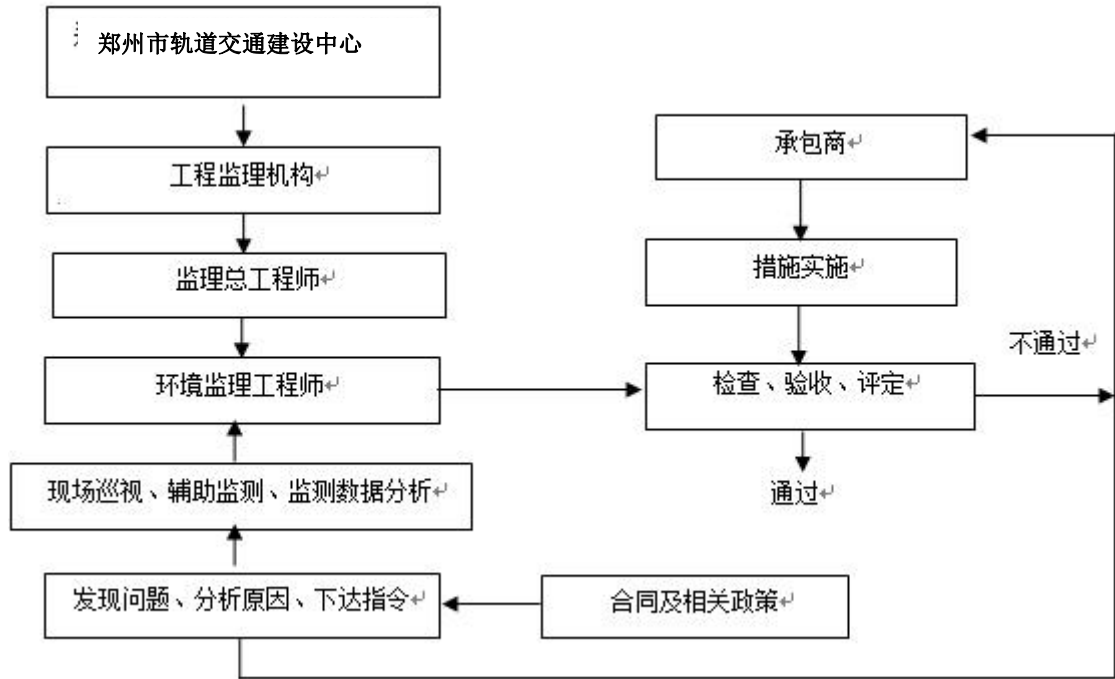 郑州市轨道交通建设中心
工程监理机构
承包商
监理总工程师
措施实施
不通过
环境监理工程师
检查、验收、评定
现场巡视、辅助监测、监测数据分析
通过
发现问题、分析原因、下达指令
合同及相关政策